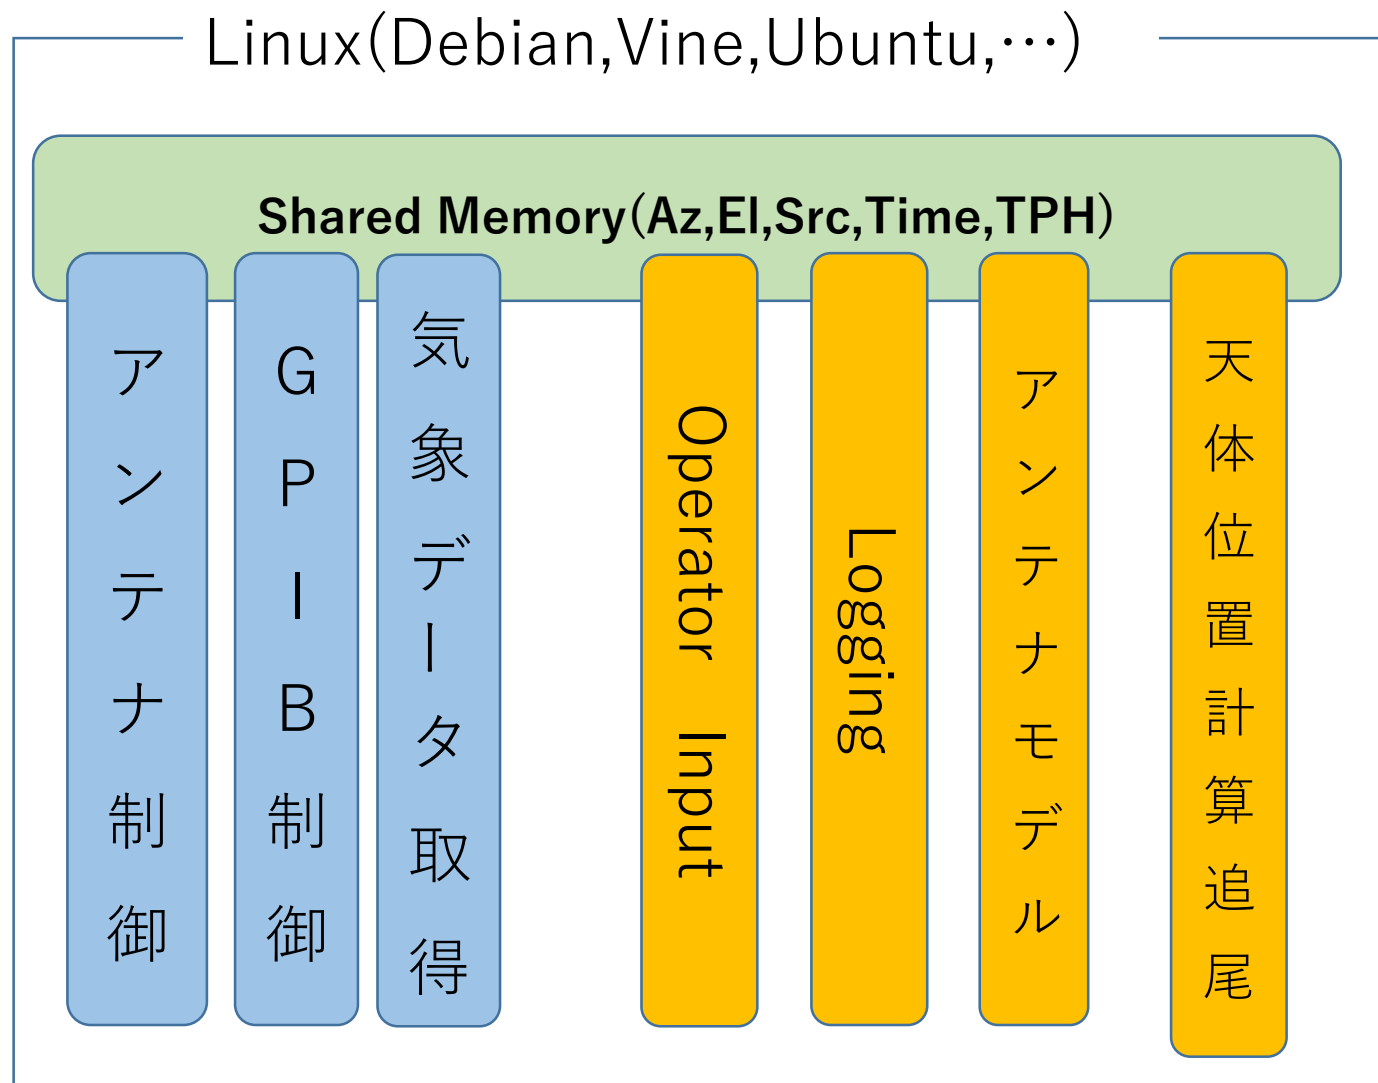 Linux(Debian,Vine,Ubuntu,⋯)
Shared Memory(Az,El,Src,Time,TPH)
アンテナ制御
GPIB制御
気象データ取得
Operator Input
Logging
アンテナモデル
天体位置計算追尾